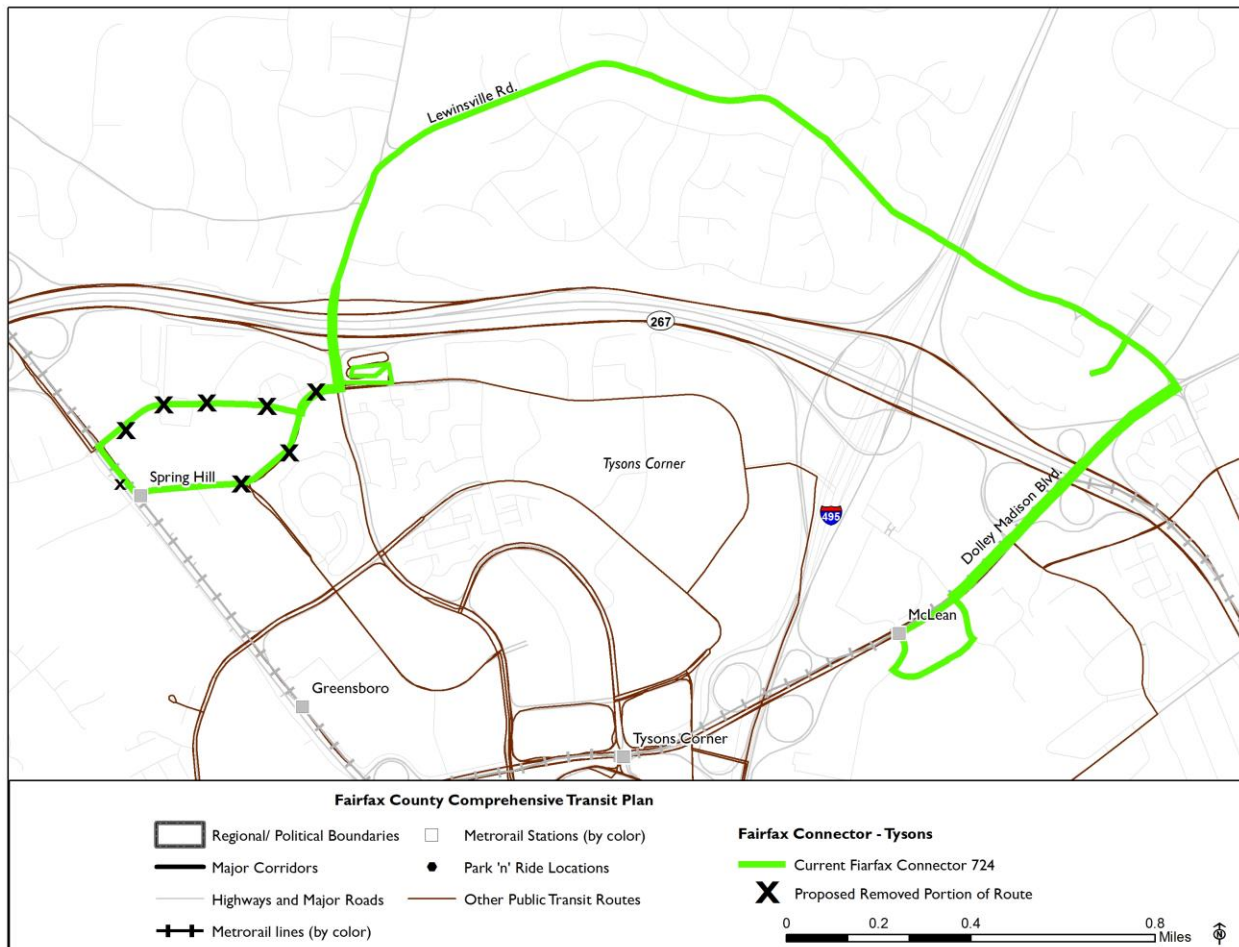 Lewinsville Rd.
267
Spring Hill
Tysons Corner
495
Dolley Madison Blvd.
McLean
Greensboro
Tysons Corner
Fairfax County Comprehensive Transit Plan
Regional/ Political Boundaries
Major Corridors
Highways and Major Roads
Metrorail lines (by color)
Metrorail Stations (by color)
Park 'n' Ride Locations
Other Public Transit Routes
Fairfax Connector - Tysons
Current Fiarfax Connector 724
Proposed Removed Portion of Route
0 0.2 0.4 0.8
Miles